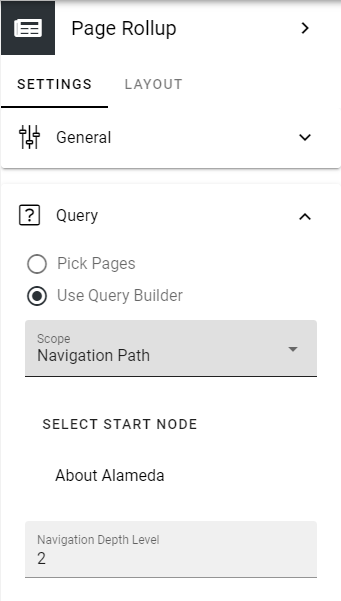 Page Rollup
SETTINGS LAYOUT
General
Query
Pick Pages
Use Query Builder
Scope
Navigation Path
SELECT START NODE
About Alameda
Navigation Depth Level
2